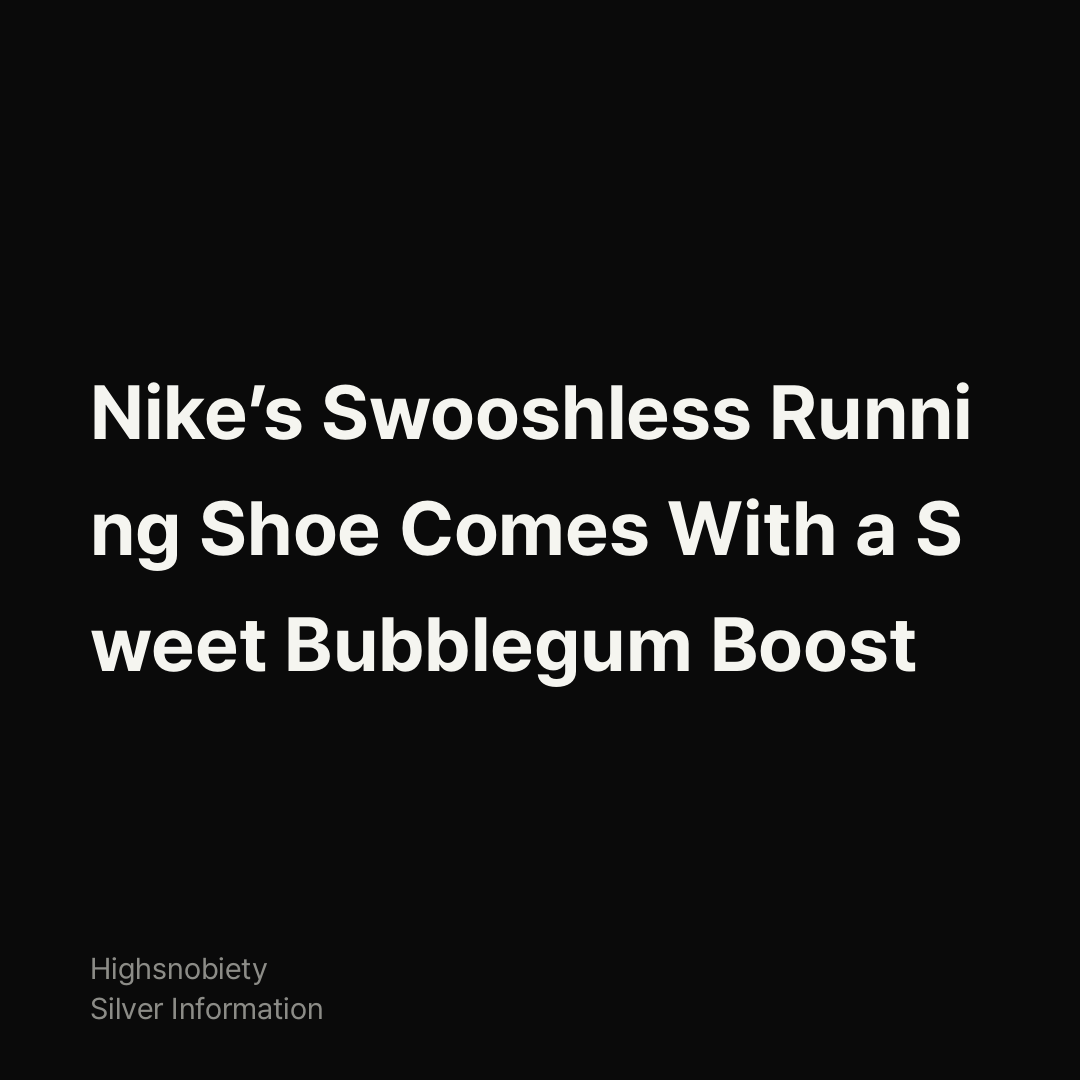 Nike’s Swooshless Runni
ng Shoe Comes With a S
weet Bubblegum Boost
Highsnobiety
Silver Information